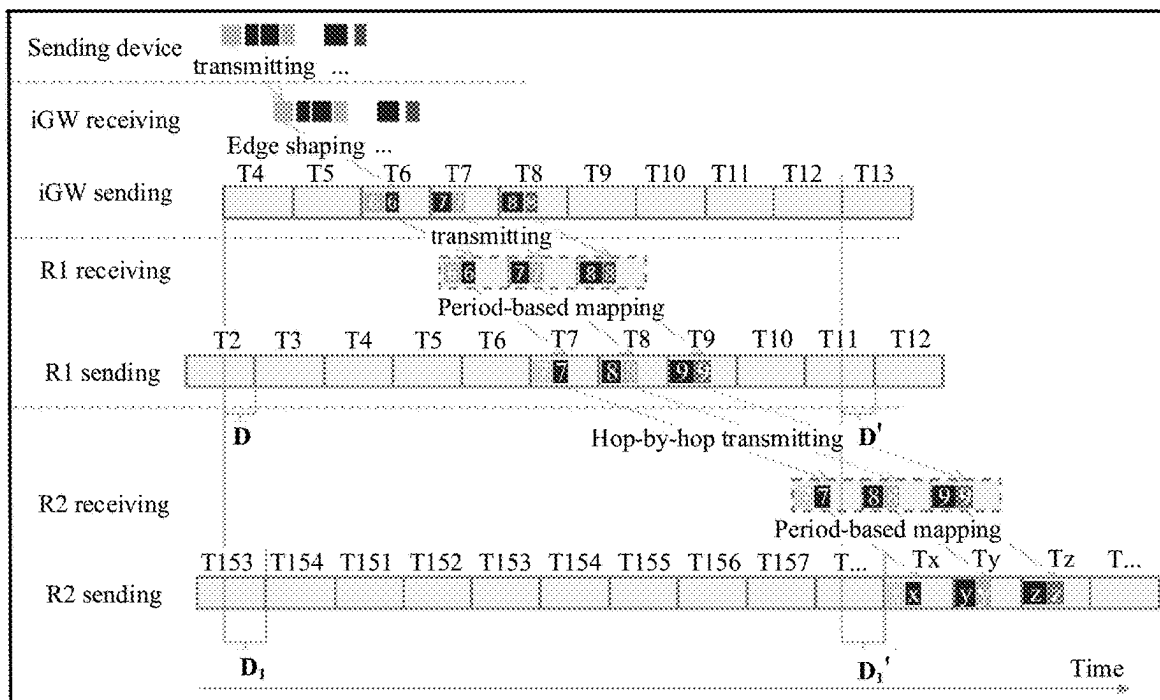 Sending device
transmitting ...
iGW receiving
Edge shaping ...
T4 T5 T6 T7 T8 T9 T10 T11 T12 T13
iGW sending 6 7 8 9
transmitting
R1 receiving 6 7 8 8
Period-based mapping
T2 T3 T4 T5 T6 T7 T8 T9 T10 T11 T12
R1 sending 7 8 9 9
D Hop-by-hop transmitting D'
R2 receiving 7 8 9 9
Period-based mapping
T153 T154 T151 T152 T153 T154 T155 T156 T157 T... Tx Ty Tz T...
R2 sending x y z z
D₁ D₁' Time